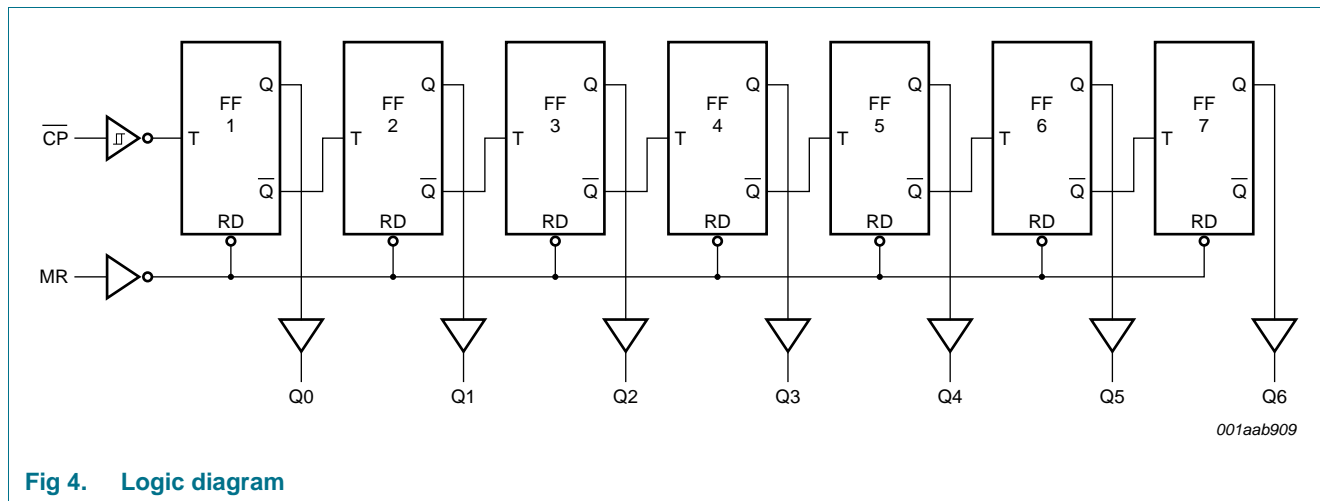 Q Q Q Q Q Q Q
FF FF FF FF FF FF FF
1 2 3 4 5 6 7
C̅P̅ T T T T T T T
Q̅ Q̅ Q̅ Q̅ Q̅ Q̅ Q̅
RD RD RD RD RD RD RD
MR
Q0 Q1 Q2 Q3 Q4 Q5 Q6
001aab909
Fig 4. Logic diagram